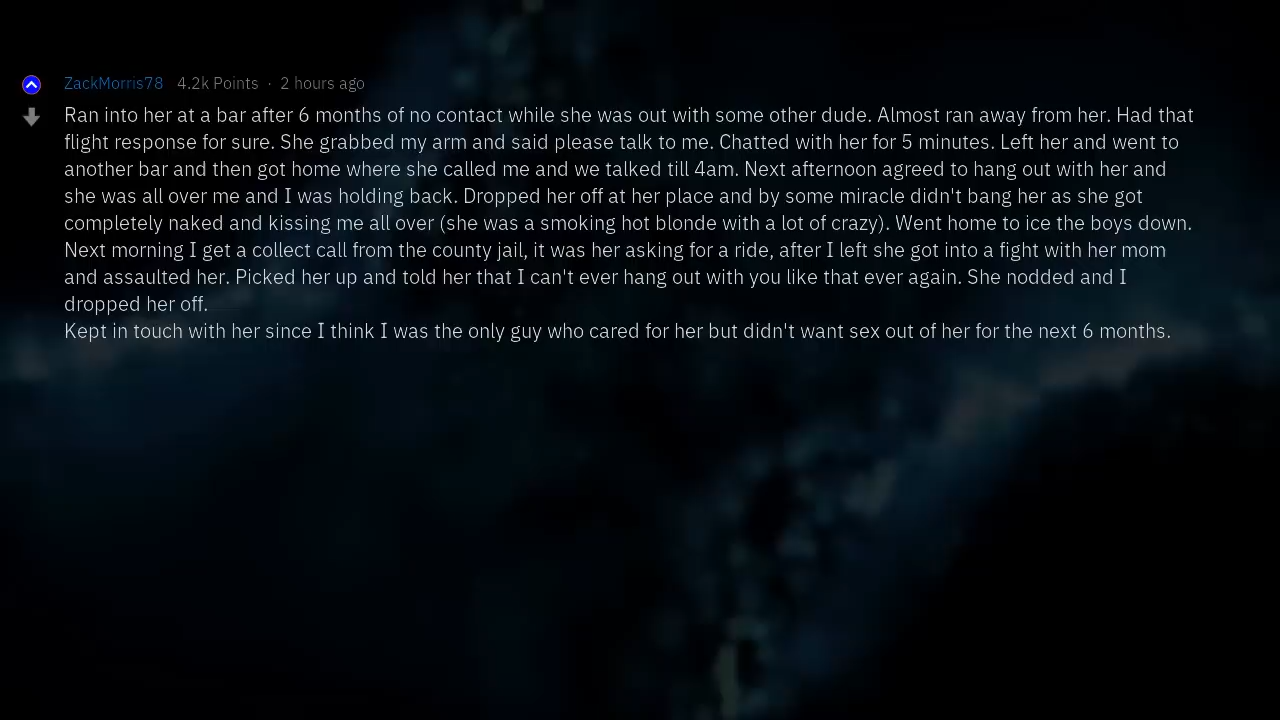 ZackMorris78 4.2k Points · 2 hours ago
Ran into her at a bar after 6 months of no contact while she was out with some other dude. Almost ran away from her. Had that
flight response for sure. She grabbed my arm and said please talk to me. Chatted with her for 5 minutes. Left her and went to
another bar and then got home where she called me and we talked till 4am. Next afternoon agreed to hang out with her and
she was all over me and I was holding back. Dropped her off at her place and by some miracle didn't bang her as she got
completely naked and kissing me all over (she was a smoking hot blonde with a lot of crazy). Went home to ice the boys down.
Next morning I get a collect call from the county jail, it was her asking for a ride, after I left she got into a fight with her mom
and assaulted her. Picked her up and told her that I can't ever hang out with you like that ever again. She nodded and I
dropped her off.
Kept in touch with her since I think I was the only guy who cared for her but didn't want sex out of her for the next 6 months.